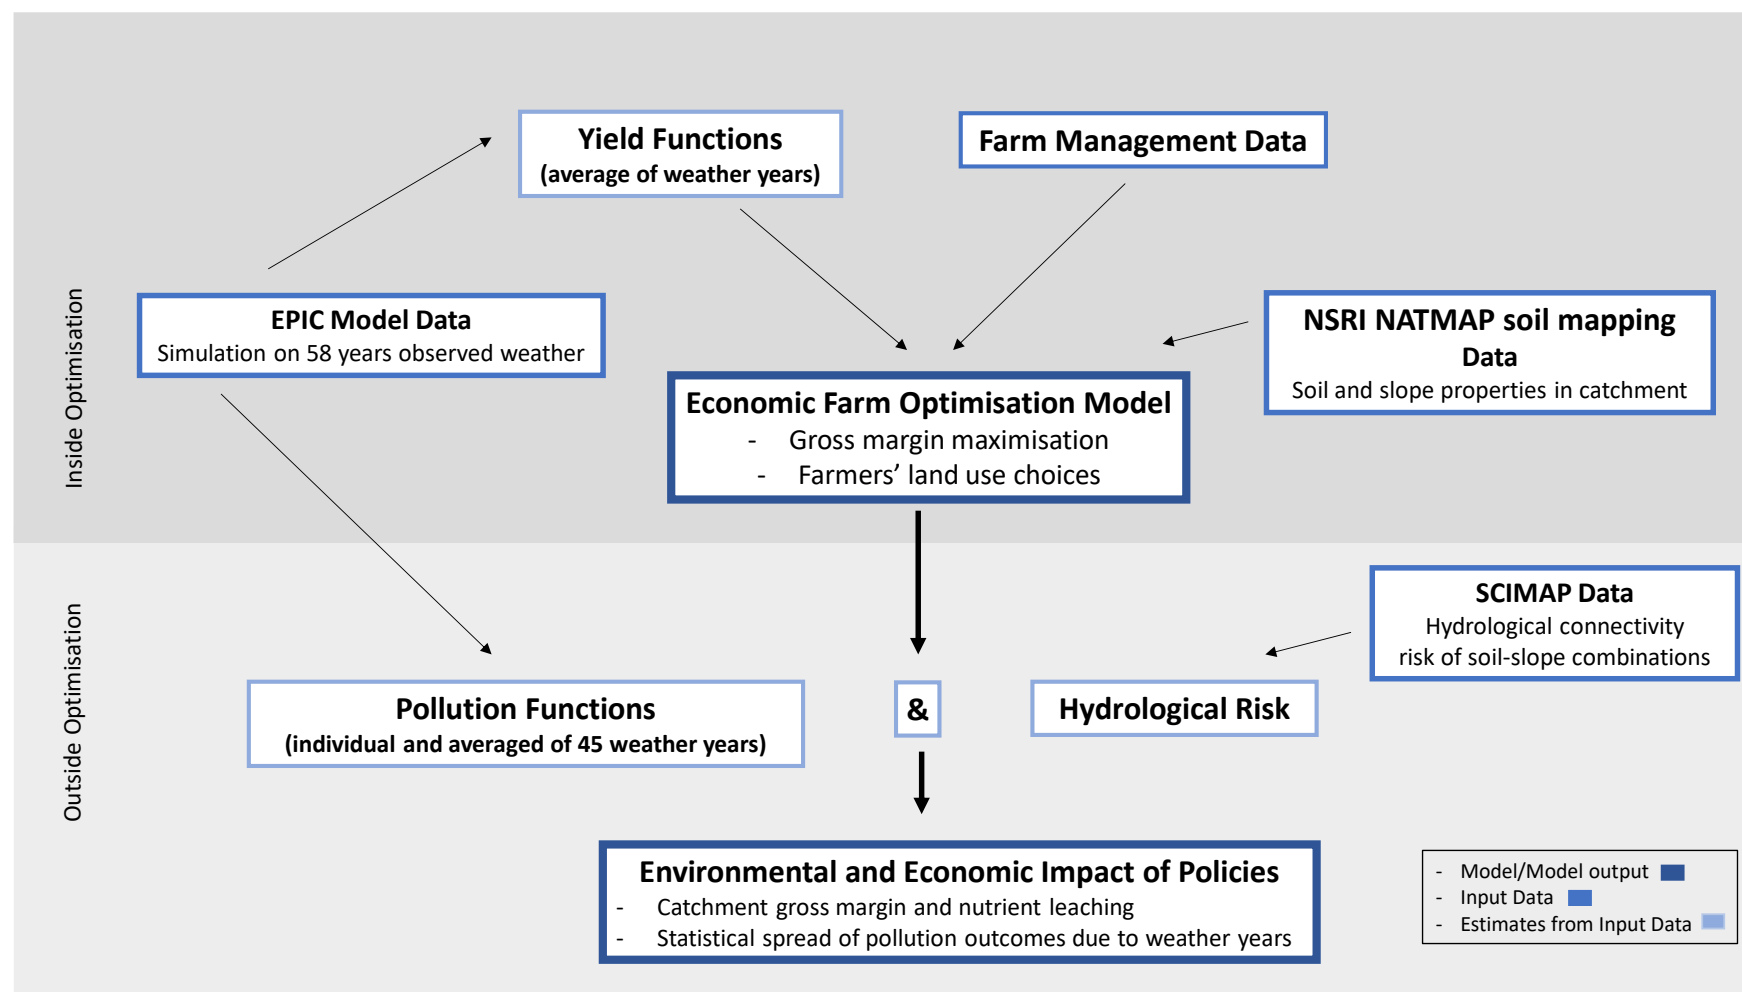 Yield Functions
(average of weather years)
Farm Management Data
Inside Optimisation
EPIC Model Data
Simulation on 58 years observed weather
NSRI NATMAP soil mapping
Data
Soil and slope properties in catchment
Economic Farm Optimisation Model
- Gross margin maximisation
- Farmers’ land use choices
Outside Optimisation
SCIMAP Data
Hydrological connectivity
risk of soil-slope combinations
Pollution Functions
(individual and averaged of 45 weather years)
&
Hydrological Risk
Environmental and Economic Impact of Policies
- Catchment gross margin and nutrient leaching
- Statistical spread of pollution outcomes due to weather years
- Model/Model output
- Input Data
- Estimates from Input Data